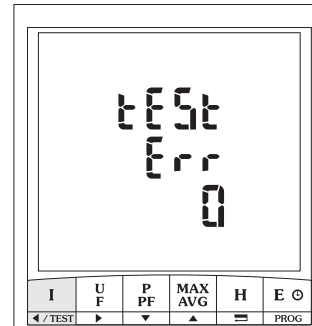 tESt
Err
0
I U F P PF MAX AVG H E
/ TEST PROG